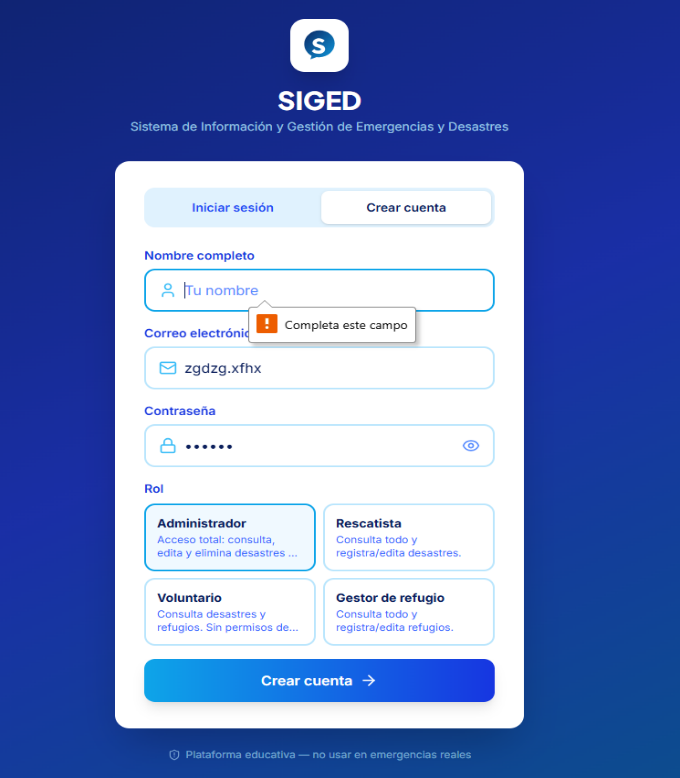 S
SIGED
Sistema de Información y Gestión de Emergencias y Desastres
Iniciar sesión
Crear cuenta
Nombre completo
Tu nombre
Completa este campo
Correo electrónic
zgdzg.xfhx
Contraseña
••••••
Rol
Administrador
Acceso total: consulta,
edita y elimina desastres ...
Rescatista
Consulta todo y
registra/edita desastres.
Voluntario
Consulta desastres y
refugios. Sin permisos de...
Gestor de refugio
Consulta todo y
registra/edita refugios.
Crear cuenta →
Plataforma educativa — no usar en emergencias reales